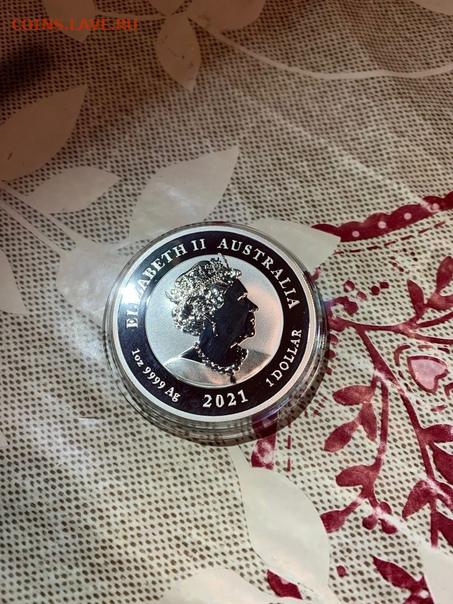 COINS.LAVE.RU
ELIZABETH II AUSTRALIA
1oz 9999 Ag
2021
1 DOLLAR